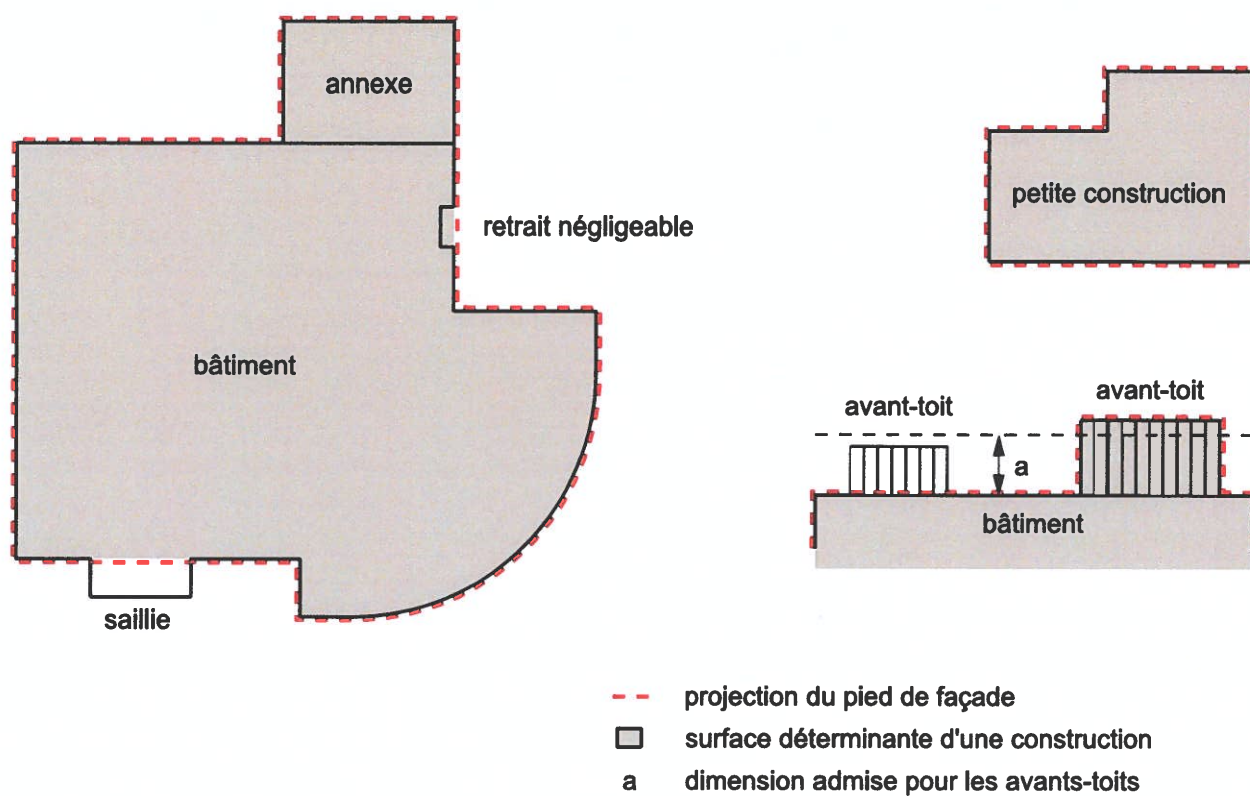 annexe
petite construction
retrait négligeable
bâtiment
avant-toit
avant-toit
a
bâtiment
saillie
projection du pied de façade
surface déterminante d'une construction
a dimension admise pour les avants-toits